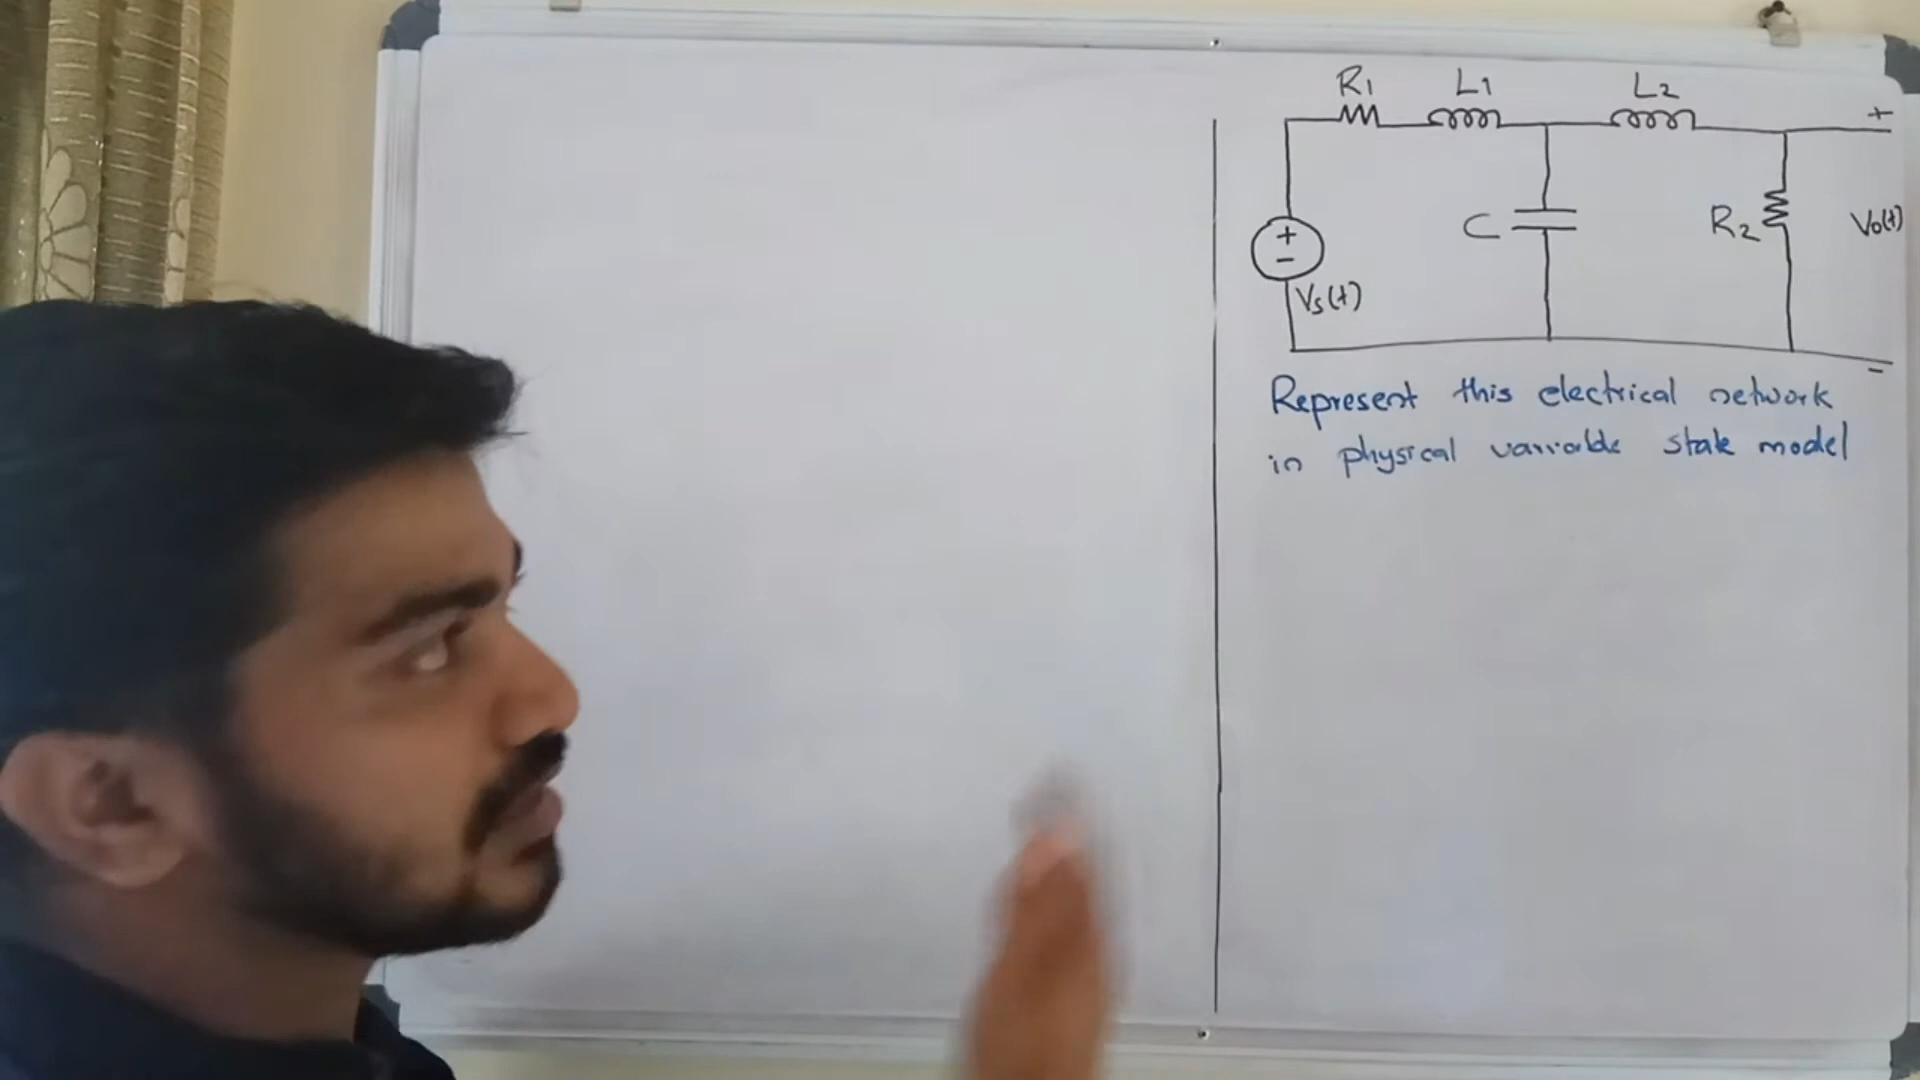 R1 L1 L2 +
C R2 Vo(t)
+
-
Vs(t)
-
Represent this electrical network
in physical variable state model